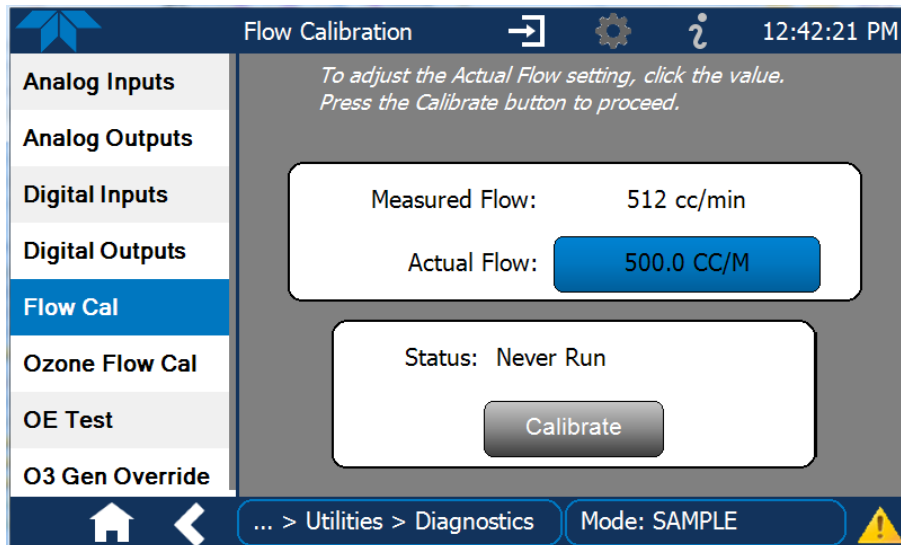 Flow Calibration
12:42:21 PM
Analog Inputs
Analog Outputs
Digital Inputs
Digital Outputs
Flow Cal
Ozone Flow Cal
OE Test
O3 Gen Override
To adjust the Actual Flow setting, click the value.
Press the Calibrate button to proceed.
Measured Flow: 512 cc/min
Actual Flow: 500.0 CC/M
Status: Never Run
Calibrate
... > Utilities > Diagnostics
Mode: SAMPLE